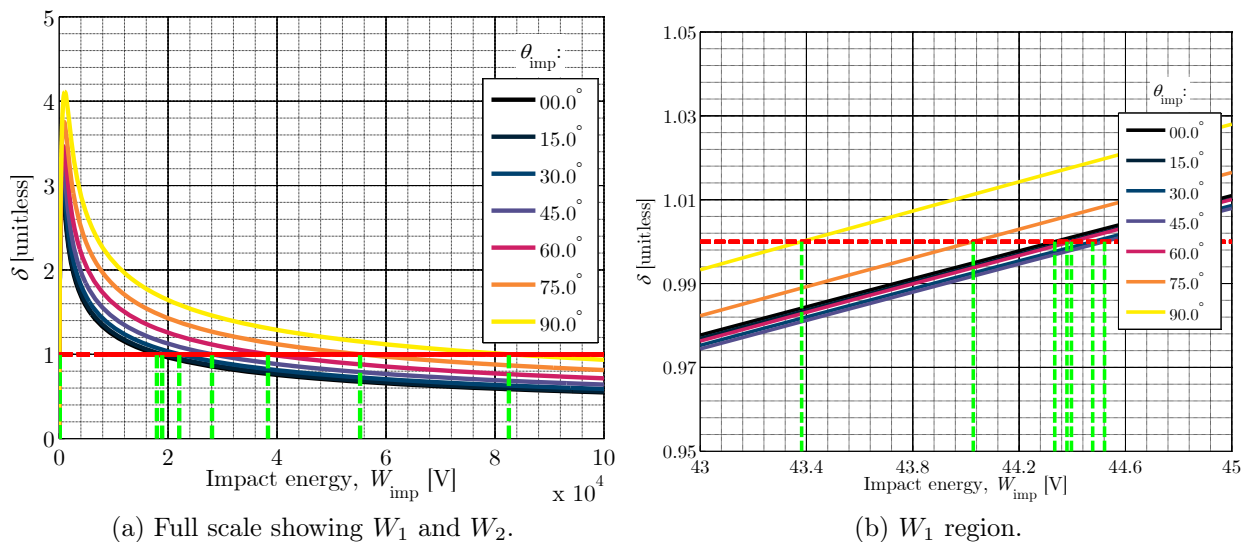 5
4
3
2
1
0
δ [unitless]
0 2 4 6 8 10
Impact energy, W_imp [V]
x 10^4
θ_imp:
00.0°
15.0°
30.0°
45.0°
60.0°
75.0°
90.0°
(a) Full scale showing W_1 and W_2.
1.05
1.03
1.01
0.99
0.97
0.95
δ [unitless]
43 43.4 43.8 44.2 44.6 45
Impact energy, W_imp [V]
θ_imp:
00.0°
15.0°
30.0°
45.0°
60.0°
75.0°
90.0°
(b) W_1 region.